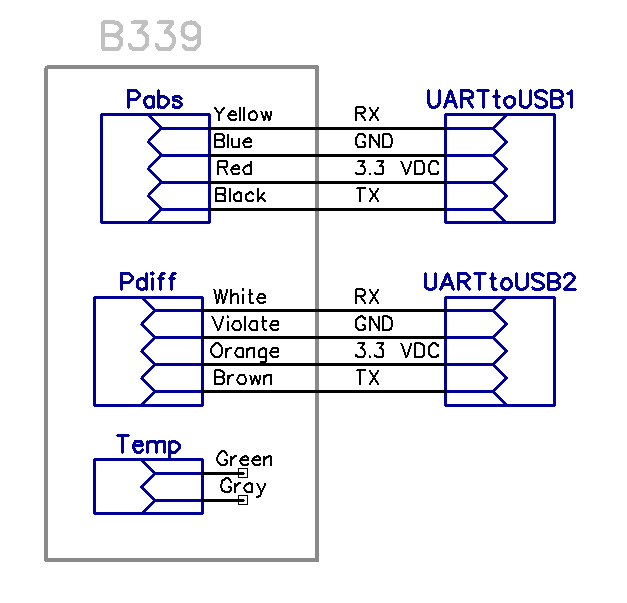 B339
Pabs UARTtoUSB1
Yellow RX
Blue GND
Red 3.3 VDC
Black TX
Pdiff UARTtoUSB2
White RX
Violate GND
Orange 3.3 VDC
Brown TX
Temp
Green
Gray